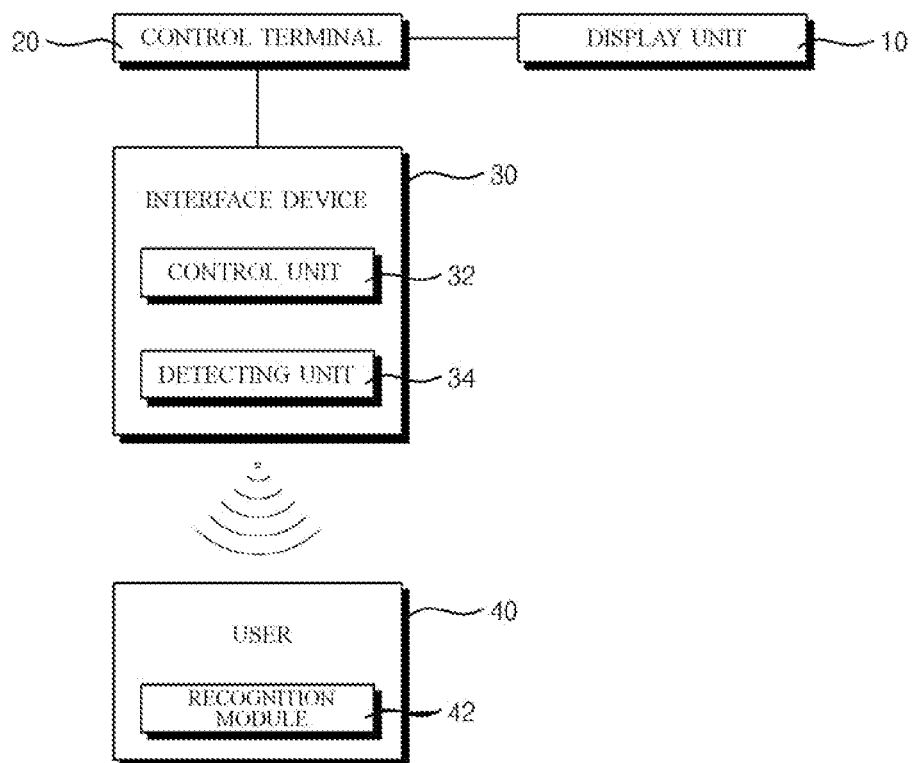 20 CONTROL TERMINAL DISPLAY UNIT 10
INTERFACE DEVICE 30
CONTROL UNIT 32
DETECTING UNIT 34
USER 40
RECOGNITION
MODULE 42